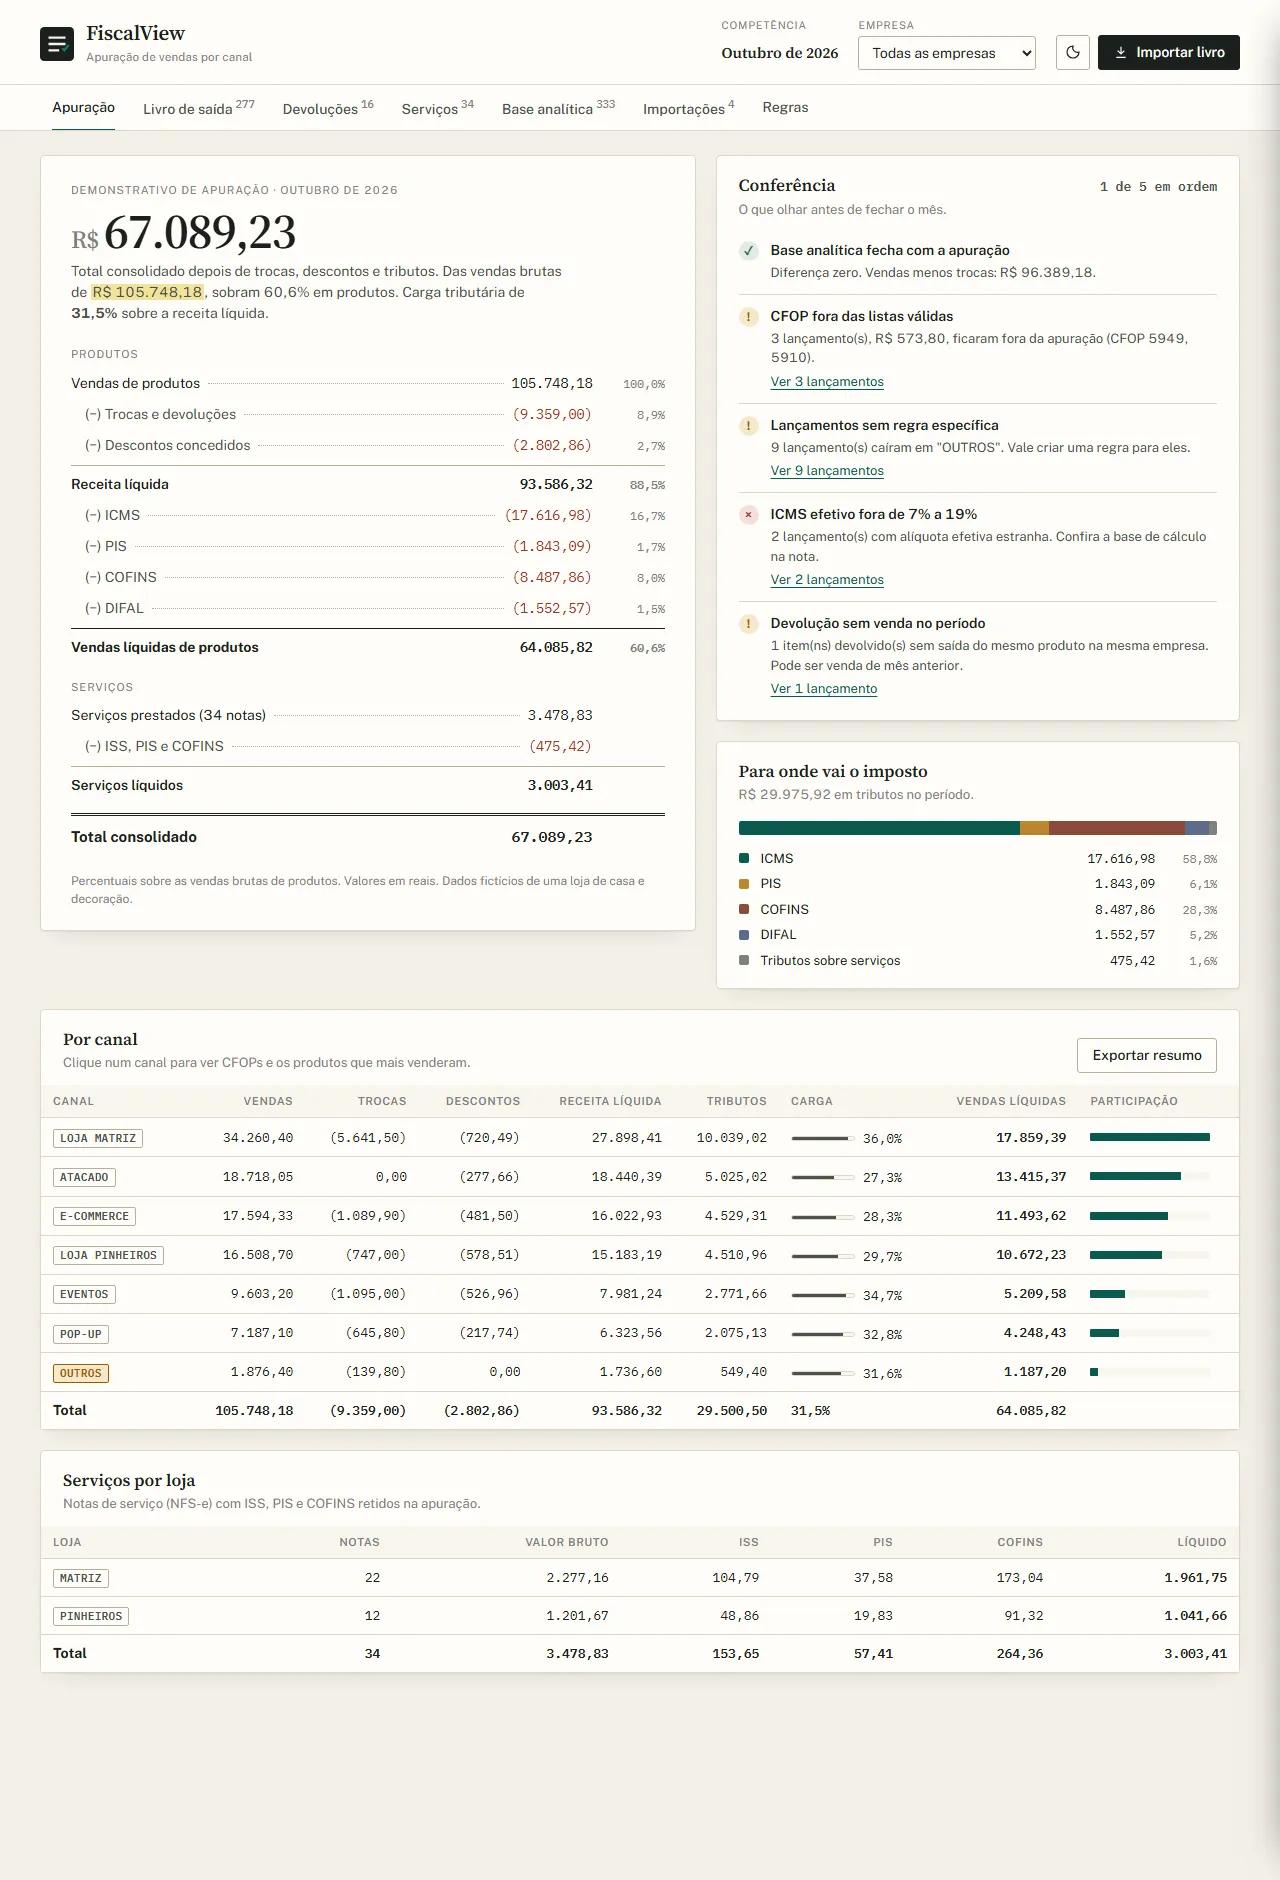 FiscalView
Apuração de vendas por canal
COMPETÊNCIA
Outubro de 2026
EMPRESA
Todas as empresas
Importar livro
Apuração
Livro de saída 277
Devoluções 16
Serviços 34
Base analítica 333
Importações 4
Regras
DEMONSTRATIVO DE APURAÇÃO · OUTUBRO DE 2026
R$ 67.089,23
Total consolidado depois de trocas, descontos e tributos. Das vendas brutas
de R$ 105.748,18, sobram 60,6% em produtos. Carga tributária de
31,5% sobre a receita líquida.
PRODUTOS
Vendas de produtos 105.748,18 100,0%
(−) Trocas e devoluções (9.359,00) 8,9%
(−) Descontos concedidos (2.802,86) 2,7%
Receita líquida 93.586,32 88,5%
(−) ICMS (17.616,98) 16,7%
(−) PIS (1.843,09) 1,7%
(−) COFINS (8.487,86) 8,0%
(−) DIFAL (1.552,57) 1,5%
Vendas líquidas de produtos 64.085,82 60,6%
SERVIÇOS
Serviços prestados (34 notas) 3.478,83
(−) ISS, PIS e COFINS (475,42)
Serviços líquidos 3.003,41
Total consolidado 67.089,23
Percentuais sobre as vendas brutas de produtos. Valores em reais. Dados fictícios de uma loja de casa e
decoração.
Conferência
1 de 5 em ordem
O que olhar antes de fechar o mês.
✓ Base analítica fecha com a apuração
Diferença zero. Vendas menos trocas: R$ 96.389,18.
! CFOP fora das listas válidas
3 lançamento(s), R$ 573,80, ficaram fora da apuração (CFOP 5949,
5910).
Ver 3 lançamentos
! Lançamentos sem regra específica
9 lançamento(s) caíram em "OUTROS". Vale criar uma regra para eles.
Ver 9 lançamentos
× ICMS efetivo fora de 7% a 19%
2 lançamento(s) com alíquota efetiva estranha. Confira a base de cálculo
na nota.
Ver 2 lançamentos
! Devolução sem venda no período
1 item(ns) devolvido(s) sem saída do mesmo produto na mesma empresa.
Pode ser venda de mês anterior.
Ver 1 lançamento
Para onde vai o imposto
R$ 29.975,92 em tributos no período.
ICMS 17.616,98 58,8%
PIS 1.843,09 6,1%
COFINS 8.487,86 28,3%
DIFAL 1.552,57 5,2%
Tributos sobre serviços 475,42 1,6%
Por canal
Clique num canal para ver CFOPs e os produtos que mais venderam.
Exportar resumo
CANAL VENDAS TROCAS DESCONTOS RECEITA LÍQUIDA TRIBUTOS CARGA VENDAS LÍQUIDAS PARTICIPAÇÃO
LOJA MATRIZ 34.260,40 (5.641,50) (720,49) 27.898,41 10.039,02 36,0% 17.859,39
ATACADO 18.718,05 0,00 (277,66) 18.440,39 5.025,02 27,3% 13.415,37
E-COMMERCE 17.594,33 (1.089,90) (481,50) 16.022,93 4.529,31 28,3% 11.493,62
LOJA PINHEIROS 16.508,70 (747,00) (578,51) 15.183,19 4.510,96 29,7% 10.672,23
EVENTOS 9.603,20 (1.095,00) (526,96) 7.981,24 2.771,66 34,7% 5.209,58
POP-UP 7.187,10 (645,80) (217,74) 6.323,56 2.075,13 32,8% 4.248,43
OUTROS 1.876,40 (139,80) 0,00 1.736,60 549,40 31,6% 1.187,20
Total 105.748,18 (9.359,00) (2.802,86) 93.586,32 29.500,50 31,5% 64.085,82
Serviços por loja
Notas de serviço (NFS-e) com ISS, PIS e COFINS retidos na apuração.
LOJA NOTAS VALOR BRUTO ISS PIS COFINS LÍQUIDO
MATRIZ 22 2.277,16 104,79 37,58 173,04 1.961,75
PINHEIROS 12 1.201,67 48,86 19,83 91,32 1.041,66
Total 34 3.478,83 153,65 57,41 264,36 3.003,41